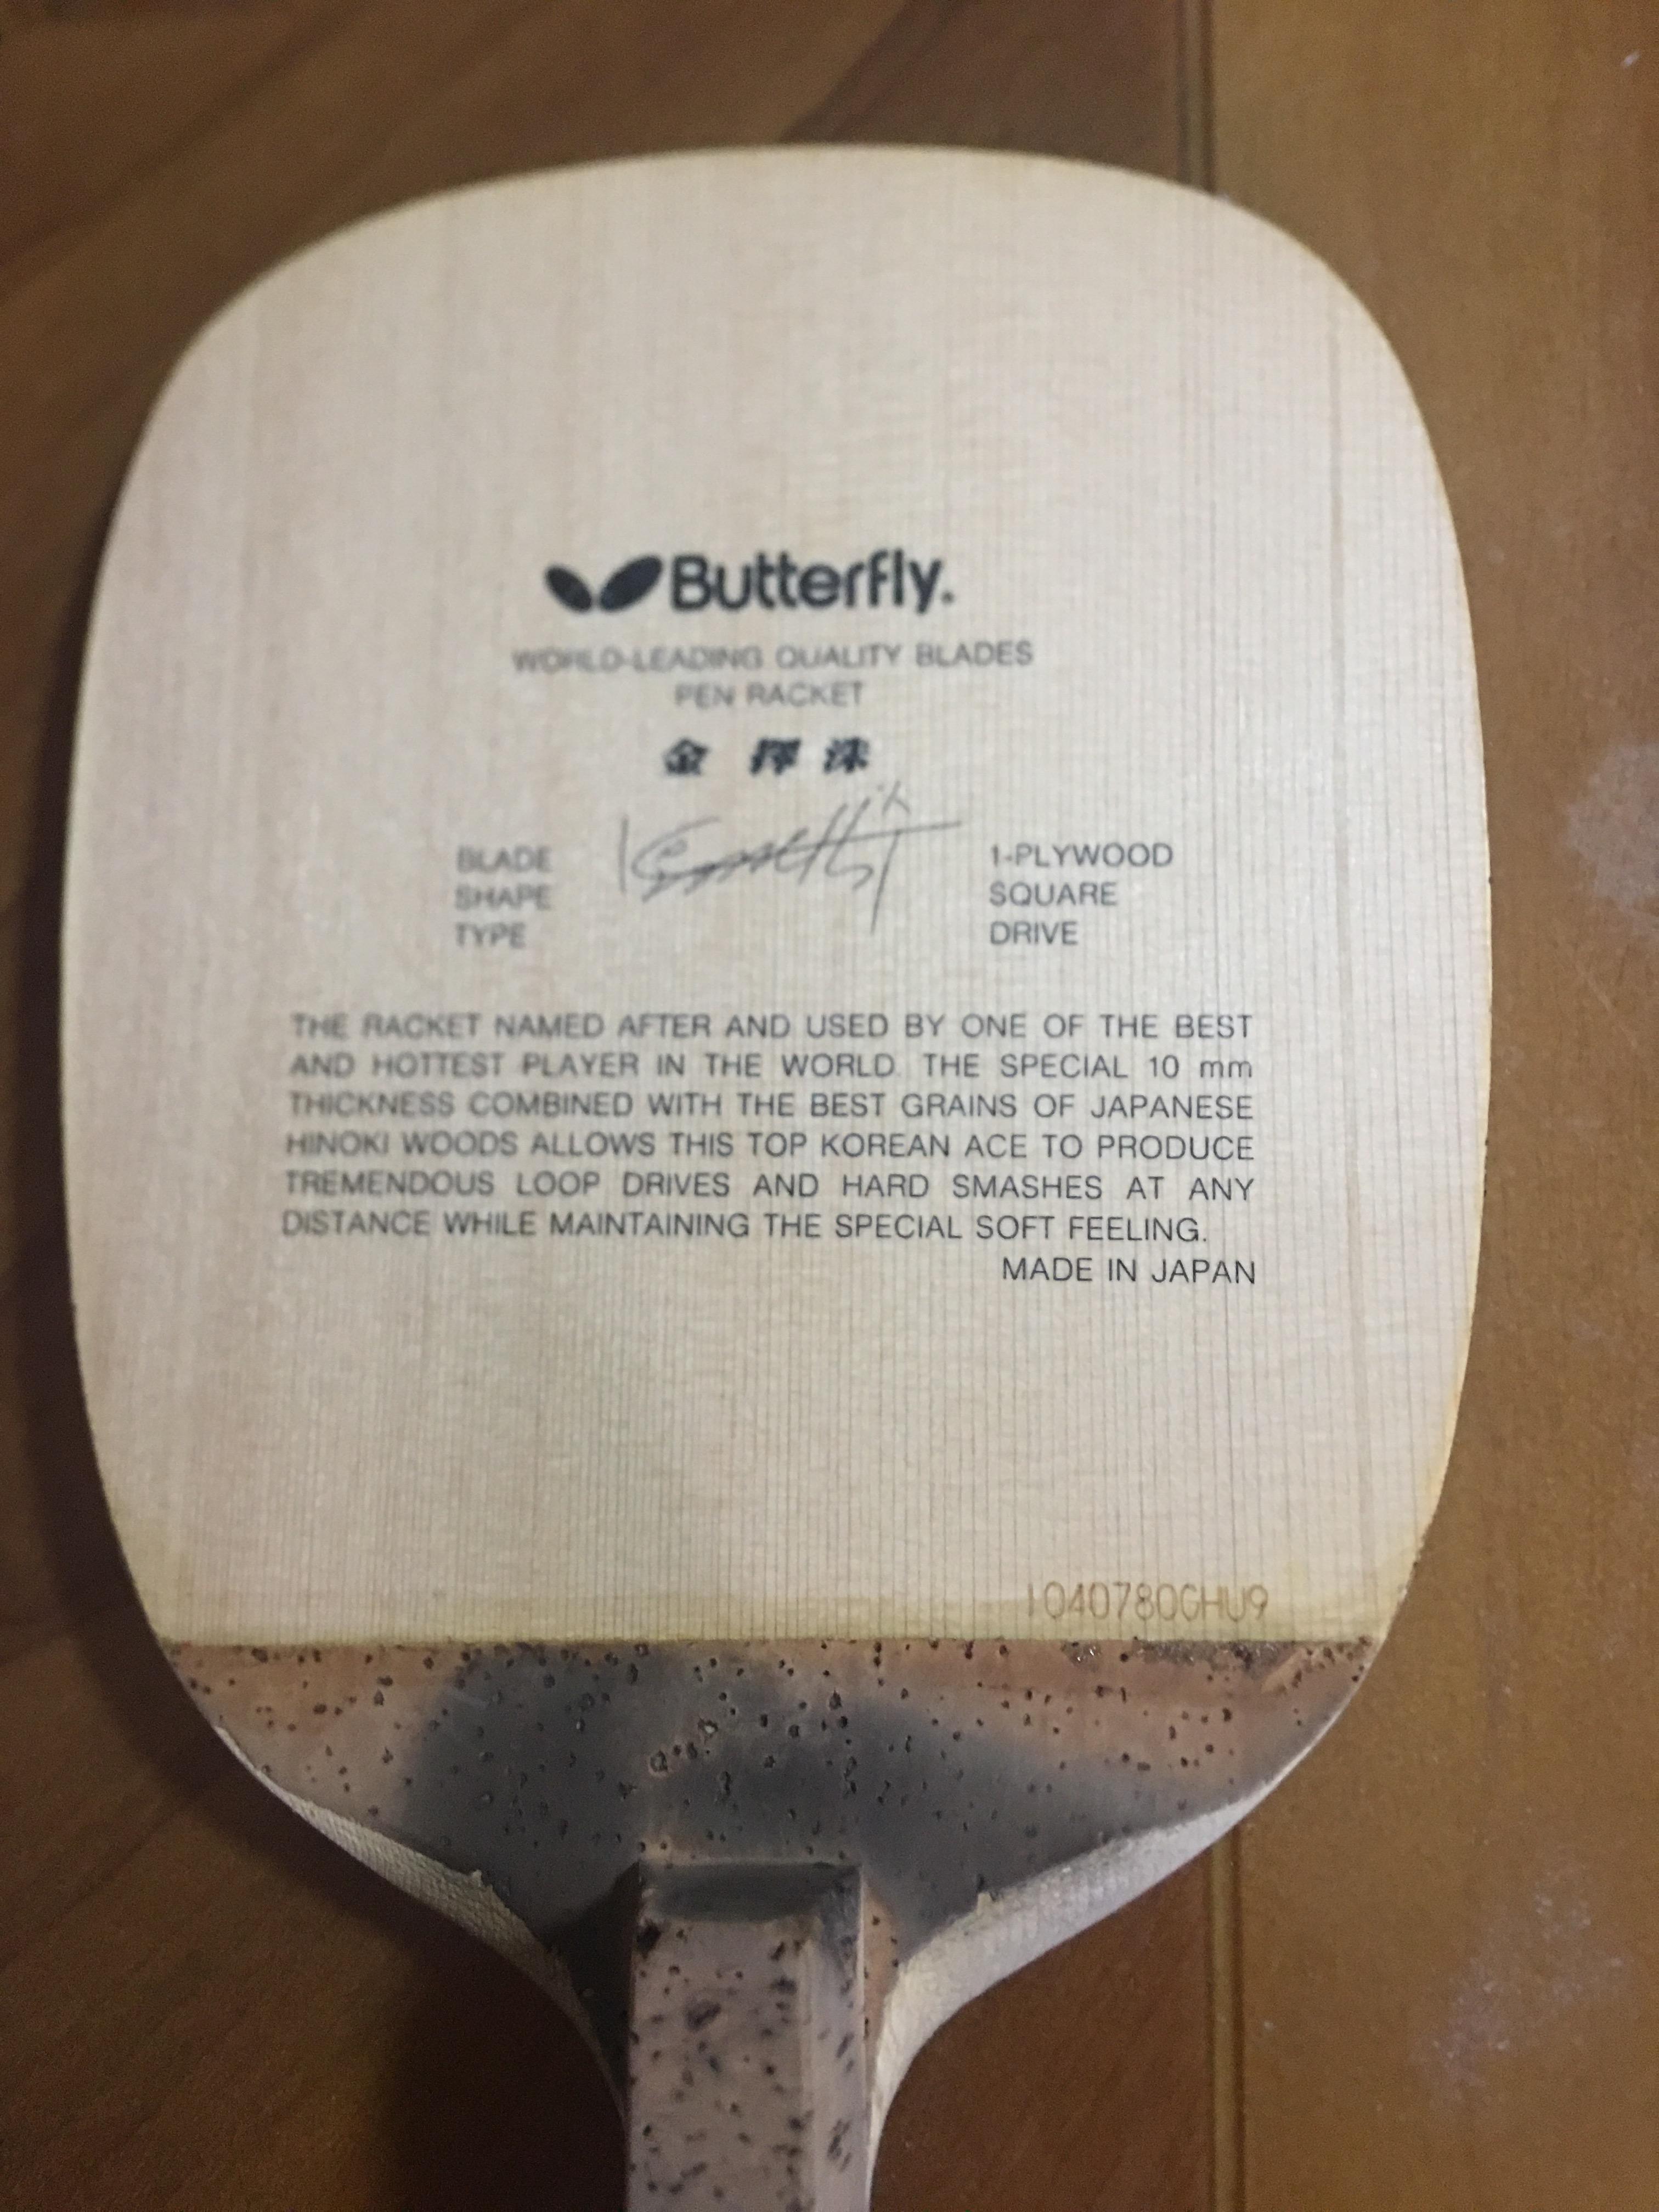 Butterfly.
WORLD-LEADING QUALITY BLADES
PEN RACKET
金 擇 洙
BLADE 1-PLYWOOD
SHAPE SQUARE
TYPE DRIVE
THE RACKET NAMED AFTER AND USED BY ONE OF THE BEST
AND HOTTEST PLAYER IN THE WORLD. THE SPECIAL 10 mm
THICKNESS COMBINED WITH THE BEST GRAINS OF JAPANESE
HINOKI WOODS ALLOWS THIS TOP KOREAN ACE TO PRODUCE
TREMENDOUS LOOP DRIVES AND HARD SMASHES AT ANY
DISTANCE WHILE MAINTAINING THE SPECIAL SOFT FEELING.
MADE IN JAPAN